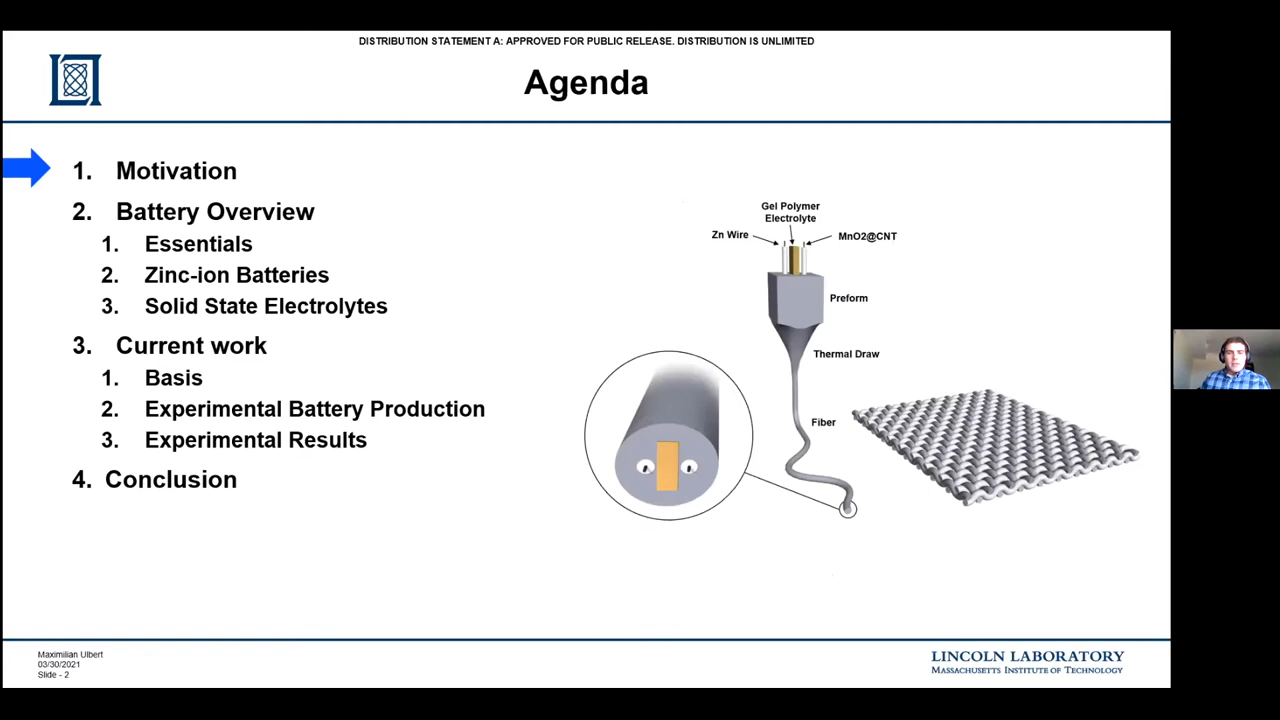 DISTRIBUTION STATEMENT A: APPROVED FOR PUBLIC RELEASE. DISTRIBUTION IS UNLIMITED
Agenda
1. Motivation
2. Battery Overview
1. Essentials
2. Zinc-ion Batteries
3. Solid State Electrolytes
3. Current work
1. Basis
2. Experimental Battery Production
3. Experimental Results
4. Conclusion
Gel Polymer
Electrolyte
Zn Wire
MnO2@CNT
Preform
Thermal Draw
Fiber
Maximilian Ulbert
03/30/2021
Slide - 2
LINCOLN LABORATORY
MASSACHUSETTS INSTITUTE OF TECHNOLOGY